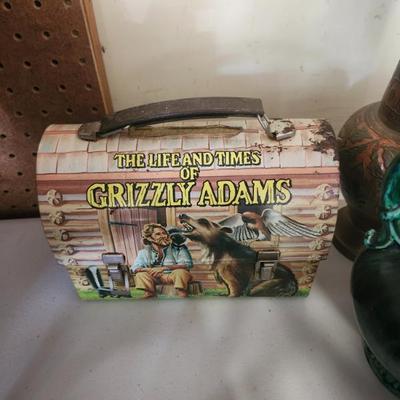 THE LIFE AND TIMES
OF
GRIZZLY ADAMS